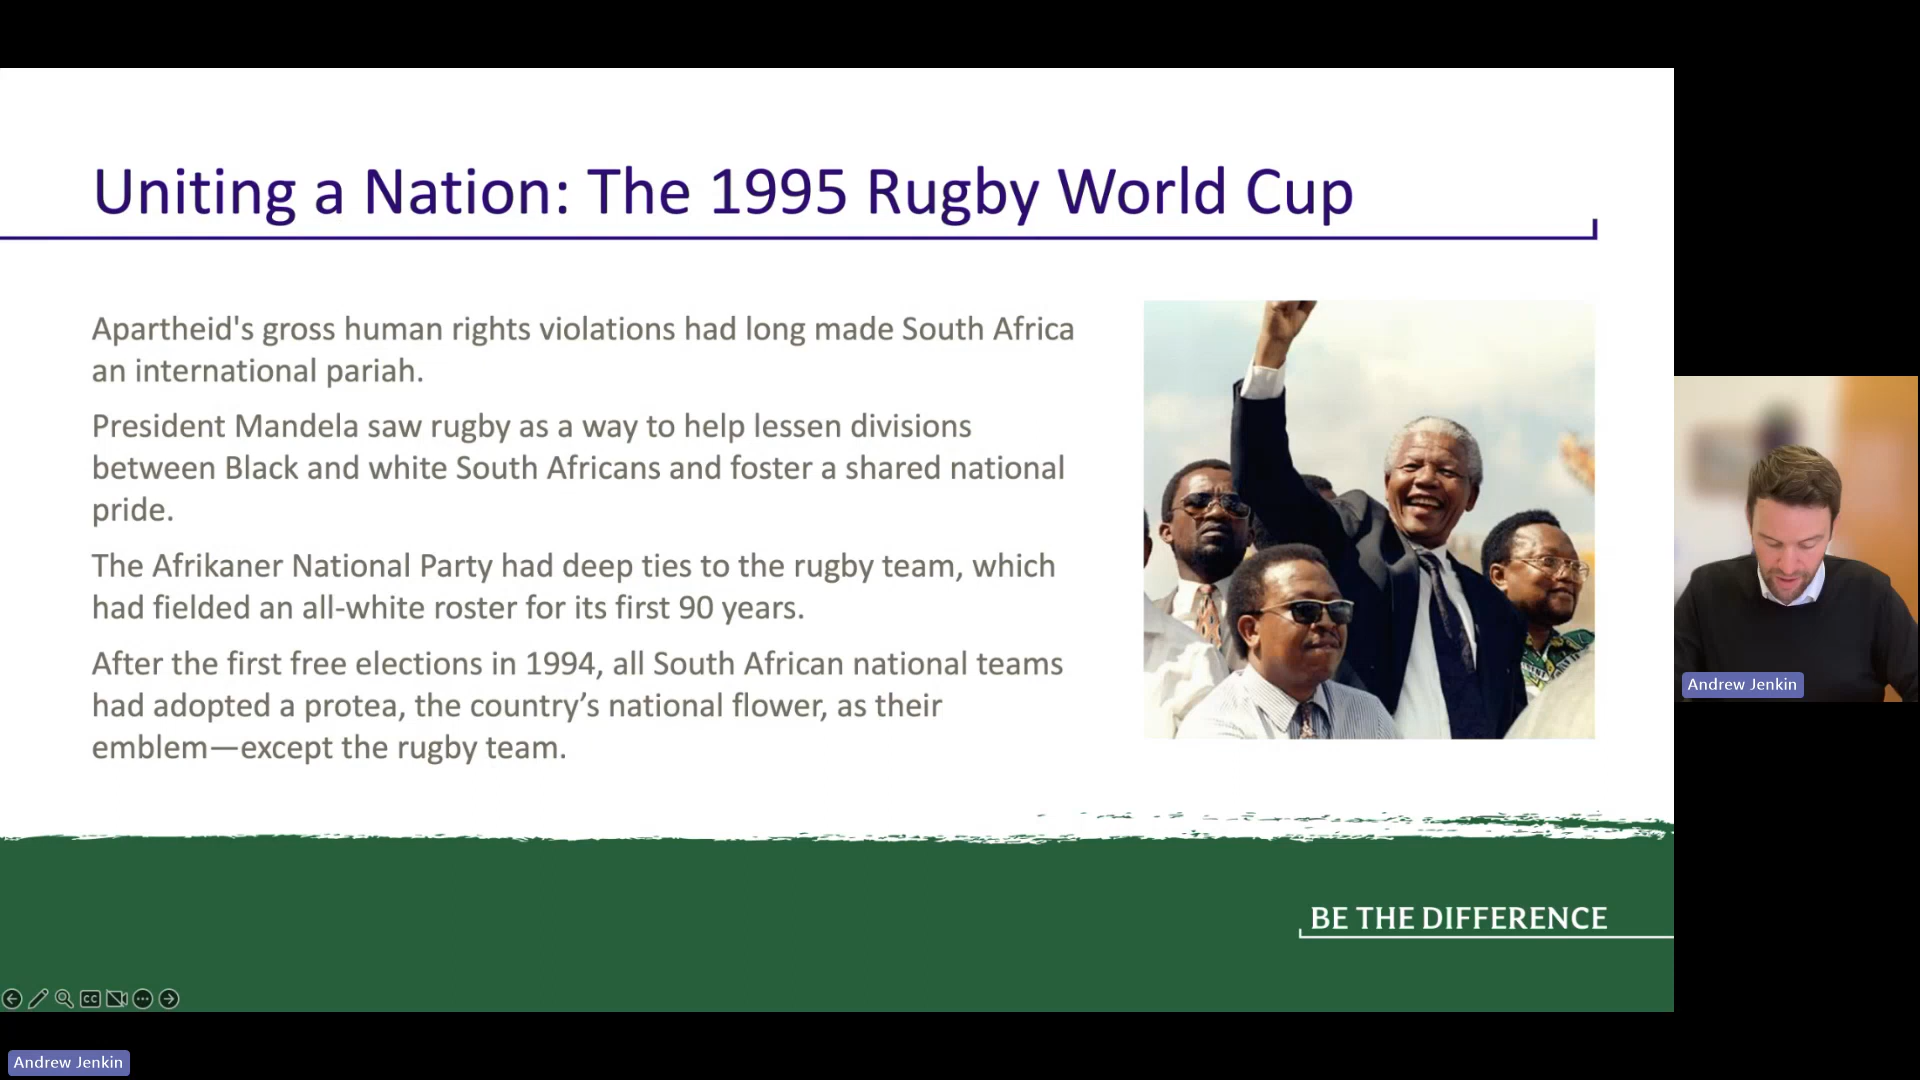 Uniting a Nation: The 1995 Rugby World Cup
Apartheid's gross human rights violations had long made South Africa
an international pariah.
President Mandela saw rugby as a way to help lessen divisions
between Black and white South Africans and foster a shared national
pride.
The Afrikaner National Party had deep ties to the rugby team, which
had fielded an all-white roster for its first 90 years.
After the first free elections in 1994, all South African national teams
had adopted a protea, the country’s national flower, as their
emblem—except the rugby team.
Andrew Jenkin
BE THE DIFFERENCE
CC
Andrew Jenkin